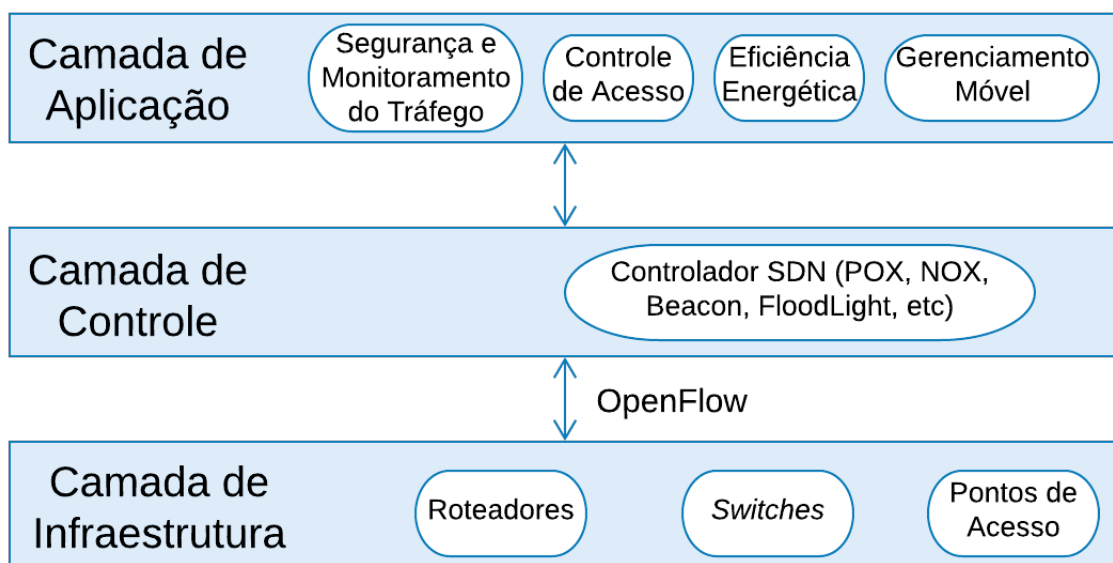 Camada de
Aplicação
Segurança e
Monitoramento
do Tráfego
Controle
de Acesso
Eficiência
Energética
Gerenciamento
Móvel
Camada de
Controle
Controlador SDN (POX, NOX,
Beacon, FloodLight, etc)
OpenFlow
Camada de
Infraestrutura
Roteadores
Switches
Pontos de
Acesso